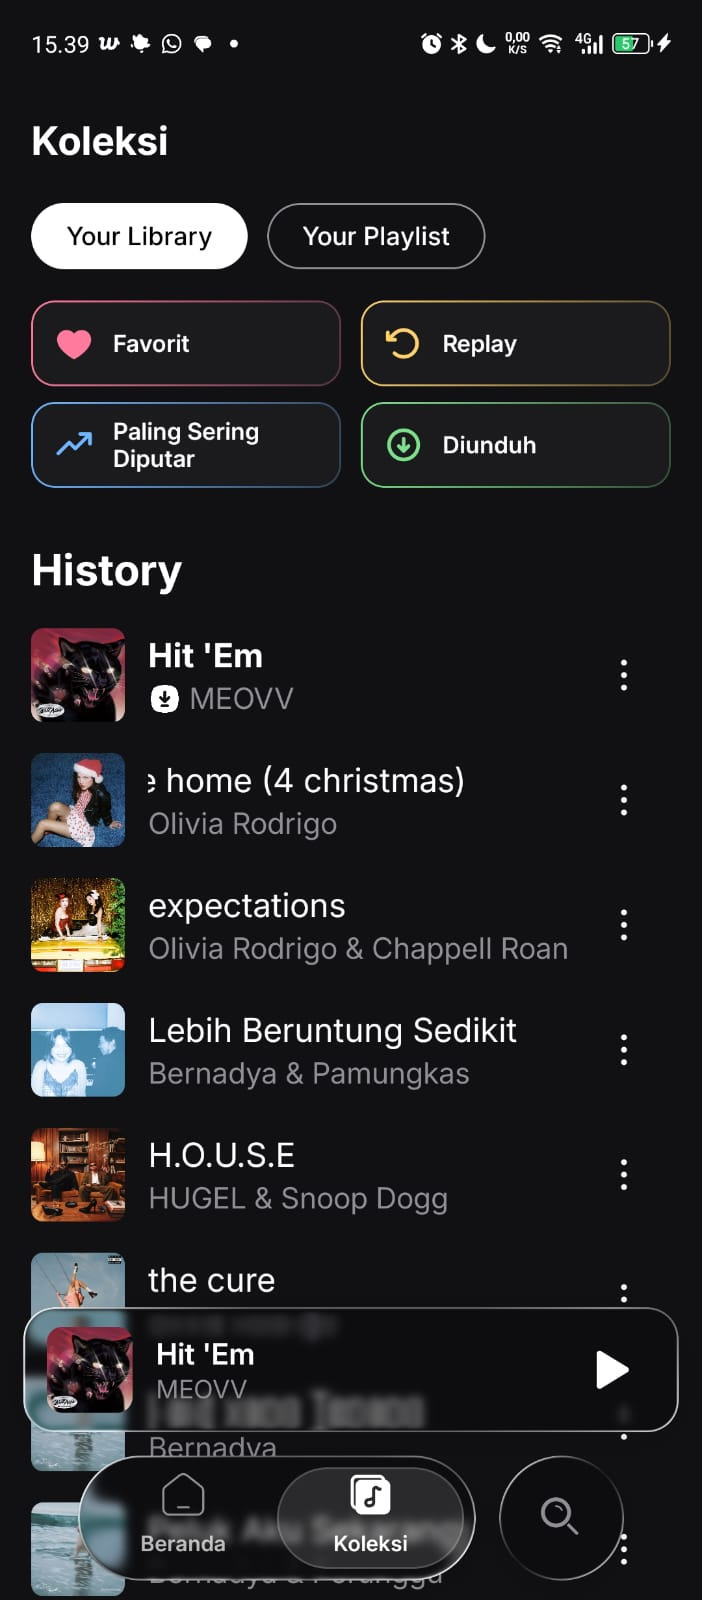 15.39
0,00
K/S
4G
57
Koleksi
Your Library
Your Playlist
Favorit
Replay
Paling Sering
Diputar
Diunduh
History
Hit 'Em
MEOVV
home (4 christmas)
Olivia Rodrigo
expectations
Olivia Rodrigo & Chappell Roan
Lebih Beruntung Sedikit
Bernadya & Pamungkas
H.O.U.S.E
HUGEL & Snoop Dogg
the cure
Hit 'Em
MEOVV
Bernadya
Beranda
Koleksi